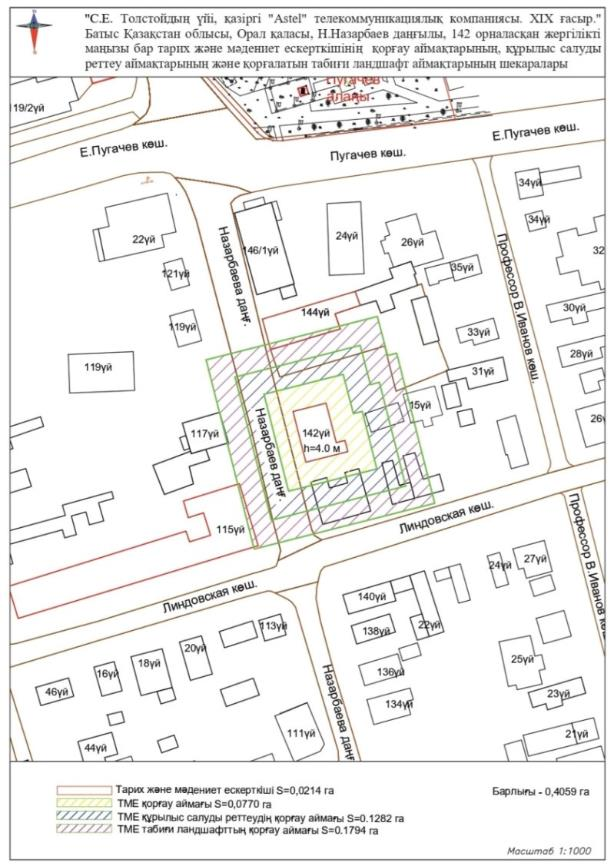 "С.Е. Толстойдың үйі, қазіргі "Astel" телекоммуникациялық компаниясы. XIX ғасыр."
Батыс Қазақстан облысы, Орал қаласы, Н.Назарбаев даңғылы, 142 орналасқан жергілікті
маңызы бар тарих және мәдениет ескерткішінің қорғау аймақтарының, құрылыс салуды
реттеу аймақтарының және қорғалатын табиғи ландшафт аймақтарының шекаралары
Пугачев
алаңы
119/2үй
Е.Пугачев көш.
Пугачев көш.
Е.Пугачев көш.
34үй
34үй
22үй
Назарбаева даңғ.
146/1үй
24үй
26үй
Профессор В.Иванов көш.
32
121үй
35үй
30үй
119үй
144үй
33үй
28үй
119үй
31үй
26
117үй
Назарбаев даңғ.
142үй
h=4.0 м
15үй
115үй
Линдовская көш.
Профессор В.Иванов көш.
Линдовская көш.
27үй
24үй
140үй
113үй
138үй
22үй
20үй
18үй
16үй
25үй
136үй
46үй
Назарбаева даңғ.
134үй
23үй
111үй
21үй
44үй
Тарих және мәдениет ескерткіші S=0,0214 га
Барлығы - 0,4059 га
ТМЕ қорғау аймағы S=0,0770 га
ТМЕ құрылыс салуды реттеудің қорғау аймағы S=0.1282 га
ТМЕ табиғи ландшафттың қорғау аймағы S=0.1794 га
Масштаб 1:1000